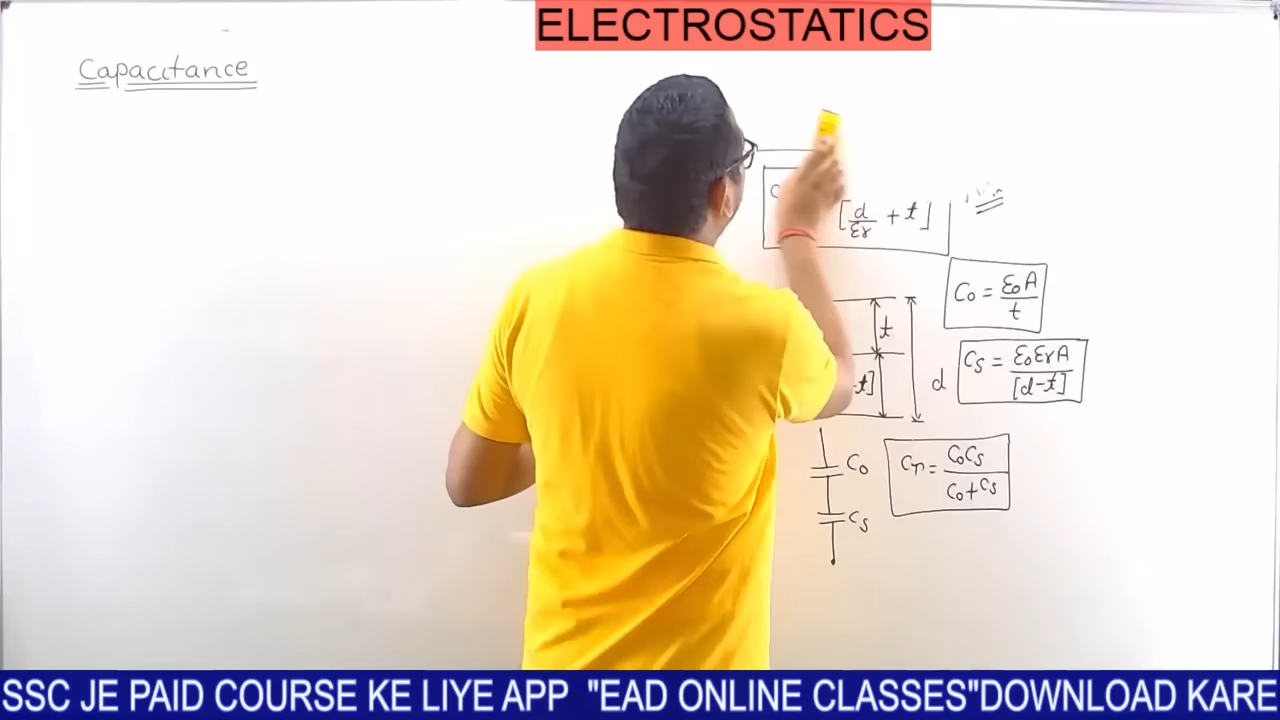 ELECTROSTATICS
Capacitance
C
[d/εr + t]
C₀ = ε₀A/t
t
Cs = ε₀εrA/[d-t]
-t]
d
C₀
Cn = C₀Cs/C₀+Cs
Cs
SSC JE PAID COURSE KE LIYE APP "EAD ONLINE CLASSES"DOWNLOAD KARE